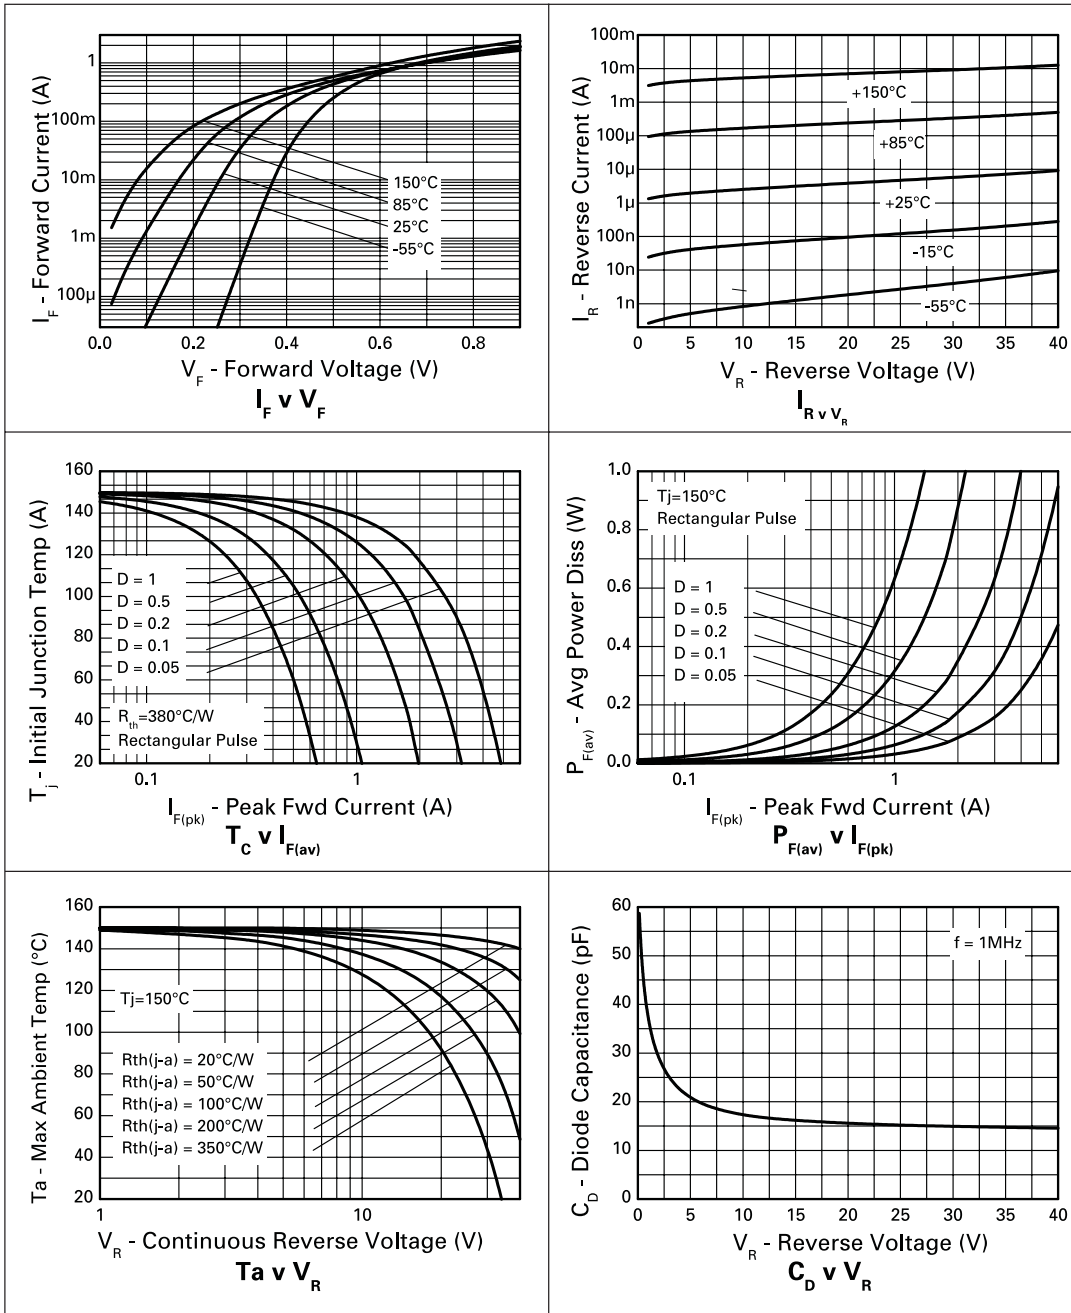 I_F - Forward Current (A)
1
100m
10m
1m
100µ
150°C
85°C
25°C
-55°C
0.0 0.2 0.4 0.6 0.8
V_F - Forward Voltage (V)
I_F v V_F
I_R - Reverse Current (A)
100m
10m
1m
100µ
10µ
1µ
100n
10n
1n
+150°C
+85°C
+25°C
-15°C
-55°C
0 5 10 15 20 25 30 35 40
V_R - Reverse Voltage (V)
I_R v V_R
T_j - Initial Junction Temp (A)
160
140
120
100
80
60
40
20
D = 1
D = 0.5
D = 0.2
D = 0.1
D = 0.05
R_th=380°C/W
Rectangular Pulse
0.1 1
I_F(pk) - Peak Fwd Current (A)
T_C v I_F(av)
P_F(av) - Avg Power Diss (W)
1.0
0.8
0.6
0.4
0.2
0.0
Tj=150°C
Rectangular Pulse
D = 1
D = 0.5
D = 0.2
D = 0.1
D = 0.05
0.1 1
I_F(pk) - Peak Fwd Current (A)
P_F(av) v I_F(pk)
Ta - Max Ambient Temp (°C)
160
140
120
100
80
60
40
20
Tj=150°C
Rth(j-a) = 20°C/W
Rth(j-a) = 50°C/W
Rth(j-a) = 100°C/W
Rth(j-a) = 200°C/W
Rth(j-a) = 350°C/W
1 10
V_R - Continuous Reverse Voltage (V)
Ta v V_R
C_D - Diode Capacitance (pF)
60
50
40
30
20
10
0
f = 1MHz
0 5 10 15 20 25 30 35 40
V_R - Reverse Voltage (V)
C_D v V_R